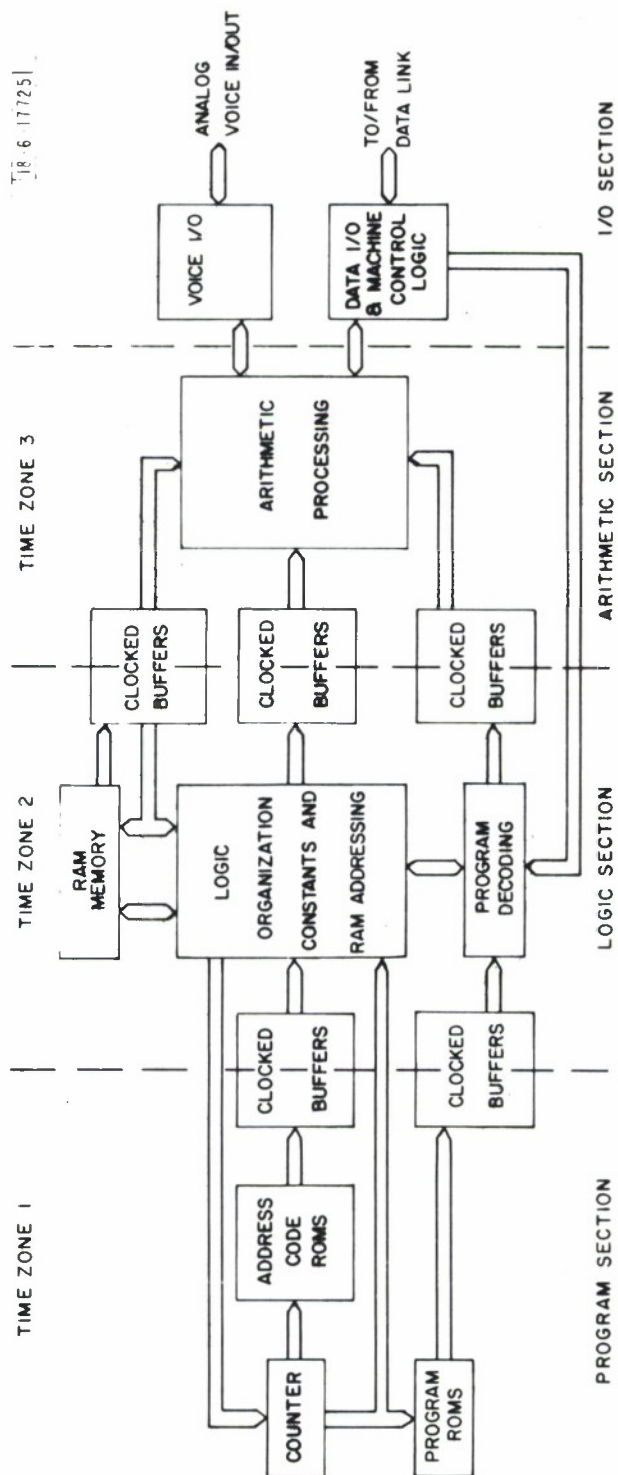 18-6-17725
TIME ZONE 1
TIME ZONE 2
TIME ZONE 3
RAM
MEMORY
CLOCKED
BUFFERS
VOICE I/O
ANALOG
VOICE IN/OUT
COUNTER
ADDRESS
CODE
ROMS
CLOCKED
BUFFERS
LOGIC
ORGANIZATION
CONSTANTS AND
RAM ADDRESSING
CLOCKED
BUFFERS
ARITHMETIC
PROCESSING
DATA I/O
& MACHINE
CONTROL
LOGIC
TO/FROM
DATA LINK
PROGRAM
ROMS
CLOCKED
BUFFERS
PROGRAM
DECODING
CLOCKED
BUFFERS
PROGRAM SECTION
LOGIC SECTION
ARITHMETIC SECTION
I/O SECTION